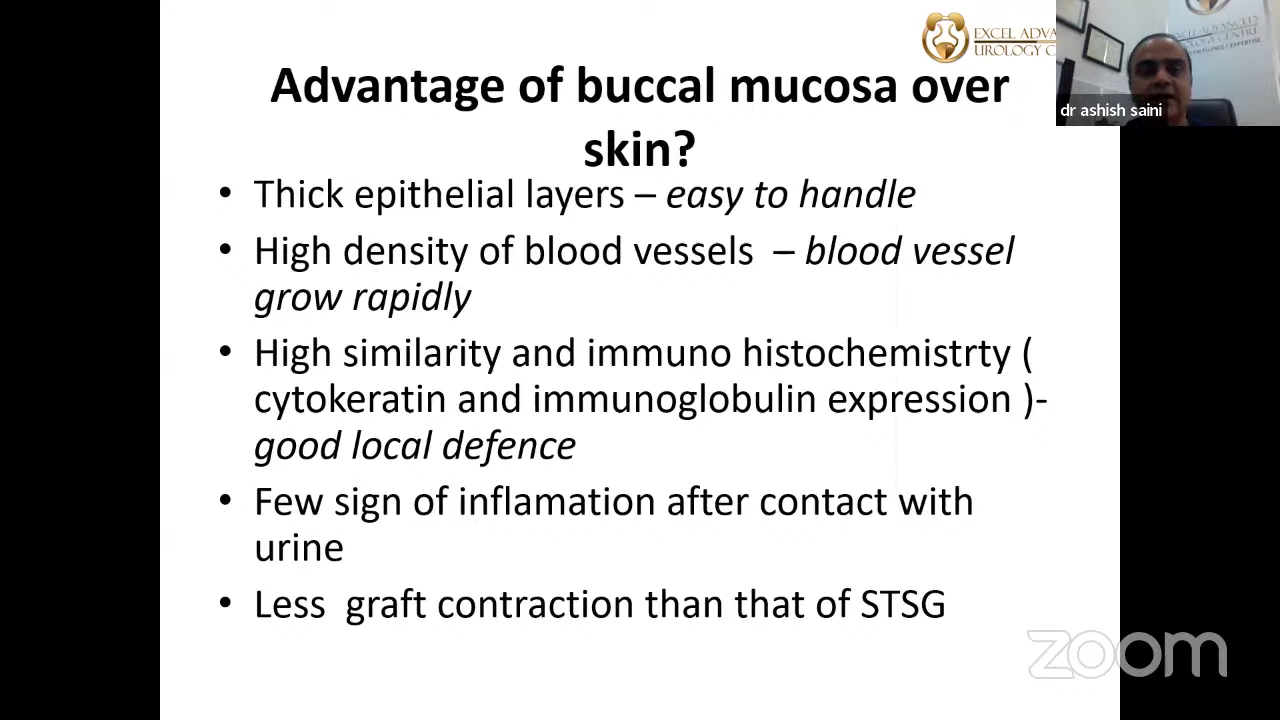 EXCEL ADVA
UROLOGY C
dr ashish saini
Advantage of buccal mucosa over
skin?
• Thick epithelial layers – easy to handle
• High density of blood vessels – blood vessel
grow rapidly
• High similarity and immuno histochemistrty (
cytokeratin and immunoglobulin expression )-
good local defence
• Few sign of inflamation after contact with
urine
• Less graft contraction than that of STSG
zoom